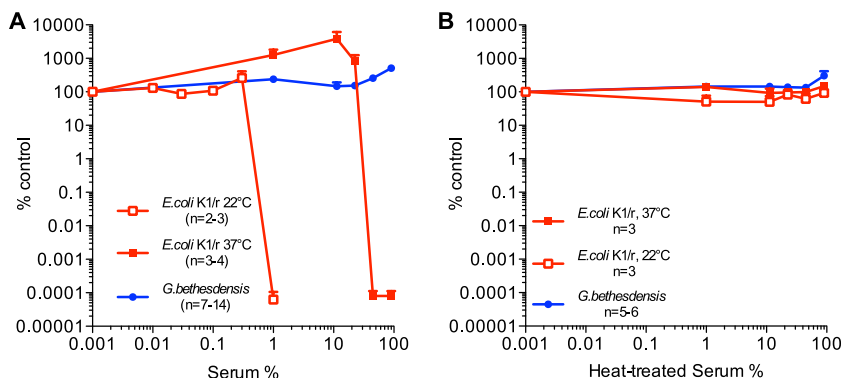 A
% control
10000
1000
100
10
1
0.1
0.01
0.001
0.0001
0.00001
E.coli K1/r 22°C
(n=2-3)
E.coli K1/r 37°C
(n=3-4)
G.bethesdensis
(n=7-14)
0.001 0.01 0.1 1 10 100
Serum %
B
% control
10000
1000
100
10
1
0.1
0.01
0.001
0.0001
0.00001
E.coli K1/r, 37°C
n=3
E.coli K1/r, 22°C
n=3
G.bethesdensis
n=5-6
0.001 0.01 0.1 1 10 100
Heat-treated Serum %